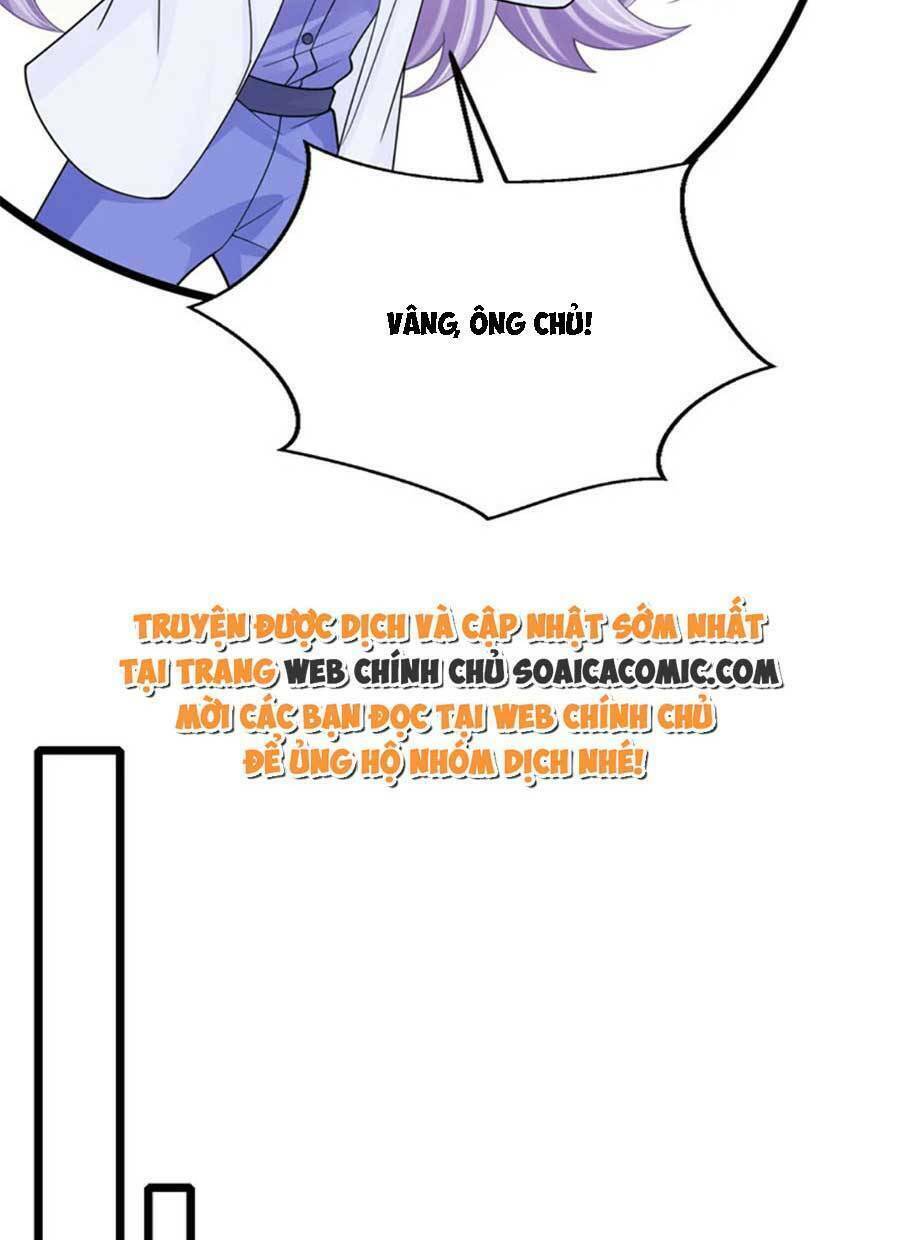 VÂNG, ÔNG CHỦ!
TRUYỆN ĐƯỢC DỊCH VÀ CẬP NHẬT SỚM NHẤT
TẠI TRANG WEB CHÍNH CHỦ SOAICACOMIC.COM
MỜI CÁC BẠN ĐỌC TẠI WEB CHÍNH CHỦ
ĐỂ ỦNG HỘ NHÓM DỊCH NHÉ!